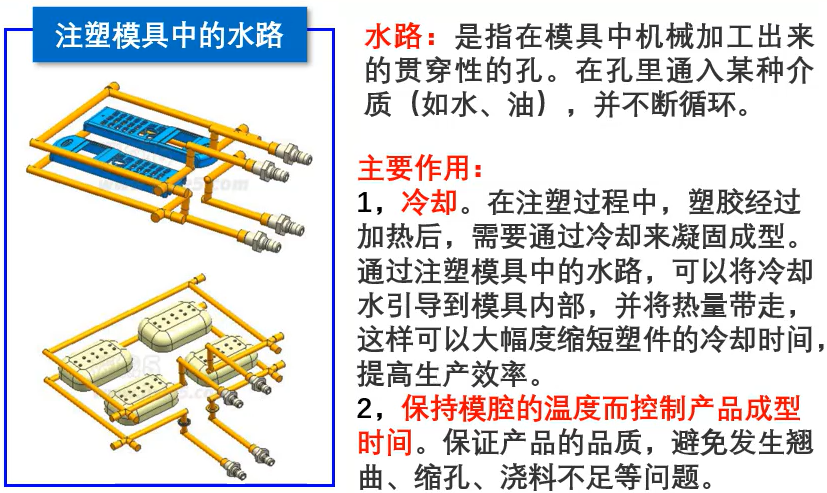 注塑模具中的水路
水路：是指在模具中机械加工出来
的贯穿性的孔。在孔里通入某种介
质（如水、油），并不断循环。
主要作用：
1，冷却。在注塑过程中，塑胶经过
加热后，需要通过冷却来凝固成型。
通过注塑模具中的水路，可以将冷却
水引导到模具内部，并将热量带走，
这样可以大幅度缩短塑件的冷却时间，
提高生产效率。
2，保持模腔的温度而控制产品成型
时间。保证产品的品质，避免发生翘
曲、缩孔、浇料不足等问题。